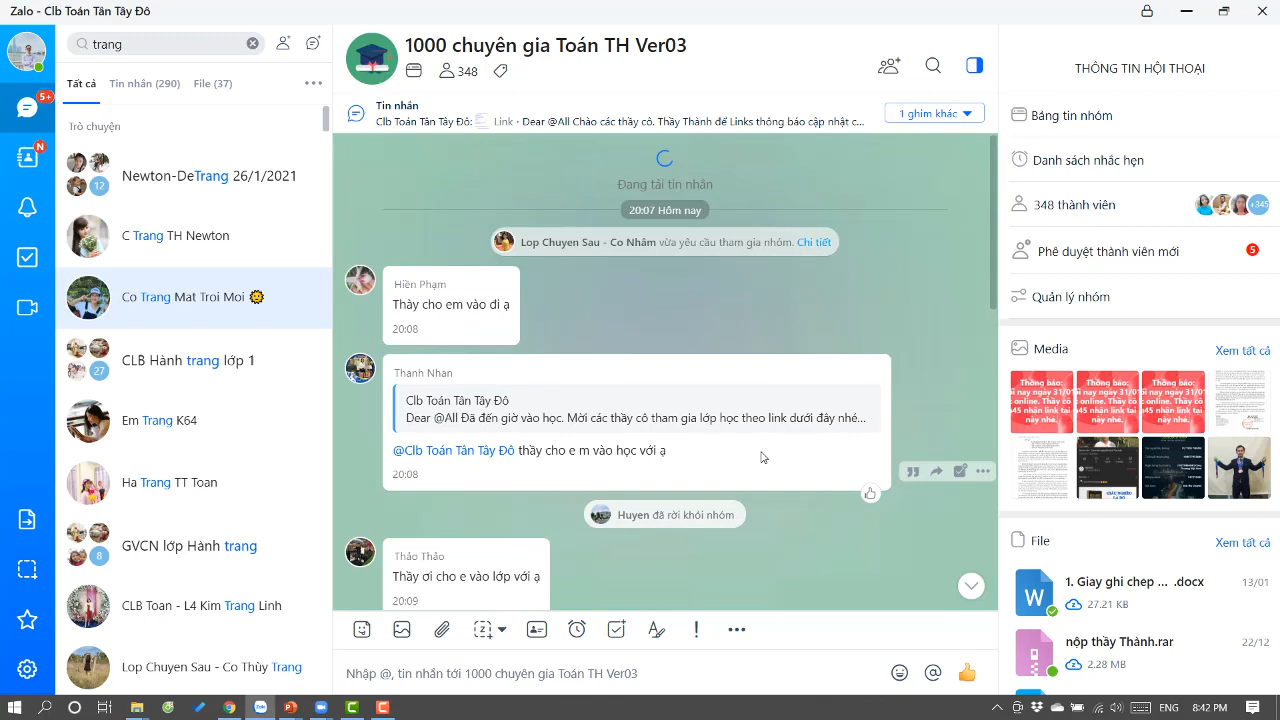 Zalo - Clb Toán Tân Tây Đô
5+
N
trang
Tất cả
Tin nhắn (290)
File (37)
Trò chuyện
12
Newton-DeTrang 26/1/2021
C Trang TH Newton
Co Trang Mat Troi Moi
27
CLB Hành trang lớp 1
Em Trang K64
Ha Trang TT Toan
8
GVCN lớp Hành trang
CLB Toan - L4 Kim Trang Linh
Lop Chuyen Sau - Co Thùy Trang
1000 chuyên gia Toán TH Ver03
348
Tin nhắn
Clb Toán Tân Tây Đô: Link • Dear @All Chào các thầy cô. Thầy Thành để Links thông báo cập nhật c...
1 ghim khác
Đang tải tin nhắn
20:07 Hôm nay
Lop Chuyen Sau - Co Nhâm vừa yêu cầu tham gia nhóm. Chi tiết
Hiền Phạm
Thày cho em vào đi ạ
20:08
Thanh Nhan
Clb Toán Tân Tây Đô
@All Đã đến giờ vào học. Mời các thầy cô tham gia lớp học theo link dưới đây nhé...
@Clb Toán Tân Tây Đô thầy cho e m vào học với ạ
20:08
Huyen đã rời khỏi nhóm
Thảo Thảo
Thầy ơi cho e vào lớp với ạ
20:09
Nhập @, tin nhắn tới 1000 chuyên gia Toán TH Ver03
THÔNG TIN HỘI THOẠI
Bảng tin nhóm
Danh sách nhắc hẹn
348 thành viên
+345
Phê duyệt thành viên mới
5
Quản lý nhóm
Media
Xem tất cả
Thông báo:
Thông báo:
Thông báo:
File
Xem tất cả
W
1. Giay ghi chep ... .docx
13/01
27.21 KB
nộp thầy Thành.rar
22/12
2.28 MB
Zalo
ENG
8:42 PM